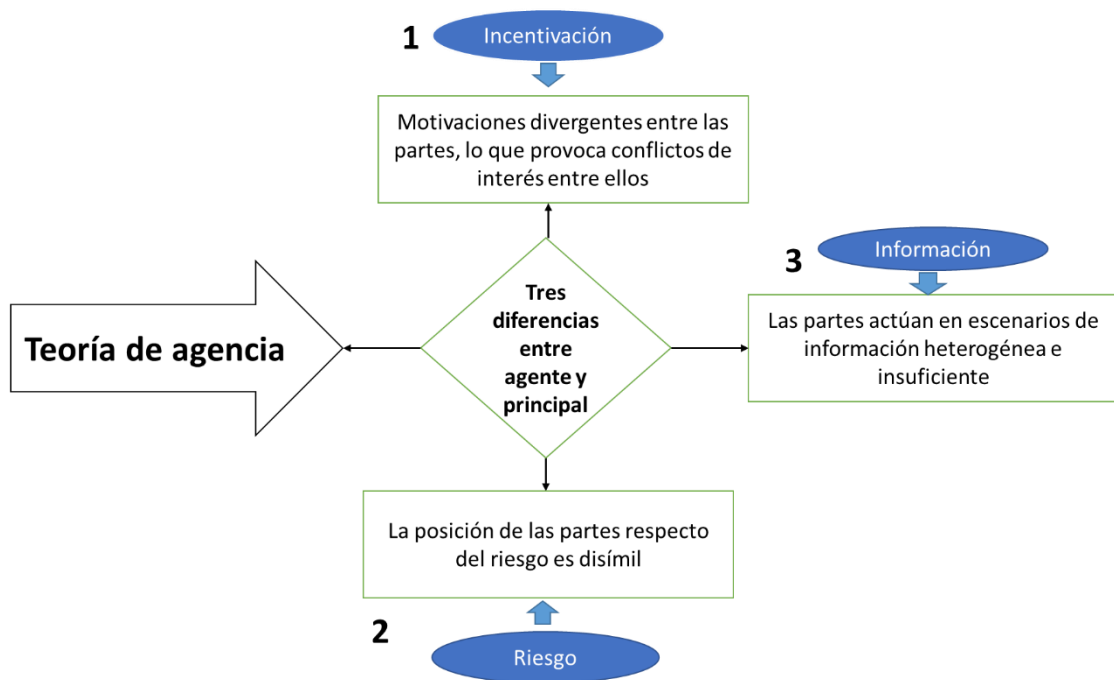 1
Incentivación
Motivaciones divergentes entre las
partes, lo que provoca conflictos de
interés entre ellos
3
Información
Las partes actúan en escenarios de
información heterogénea e
insuficiente
Teoría de agencia
Tres
diferencias
entre
agente y
principal
La posición de las partes respecto
del riesgo es disímil
2
Riesgo